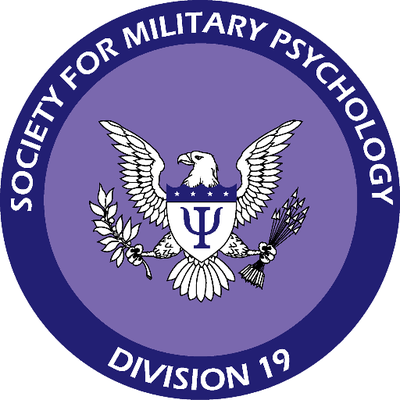 SOCIETY FOR MILITARY PSYCHOLOGY
Ψ
DIVISION 19